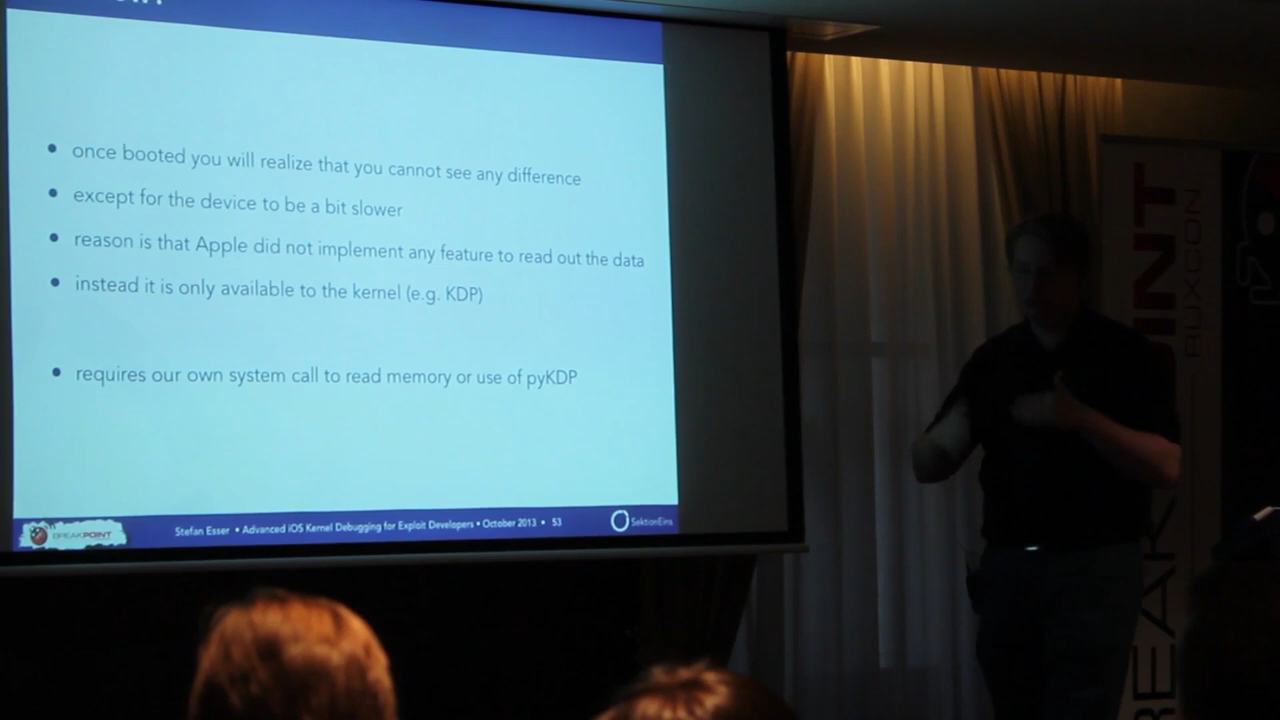 once booted you will realize that you cannot see any difference
except for the device to be a bit slower
reason is that Apple did not implement any feature to read out the data
instead it is only available to the kernel (e.g. KDP)
requires our own system call to read memory or use of pyKDP
BREAKPOINT
Stefan Esser • Advanced iOS Kernel Debugging for Exploit Developers • October 2013 • 53
SektionEins
RUXCON